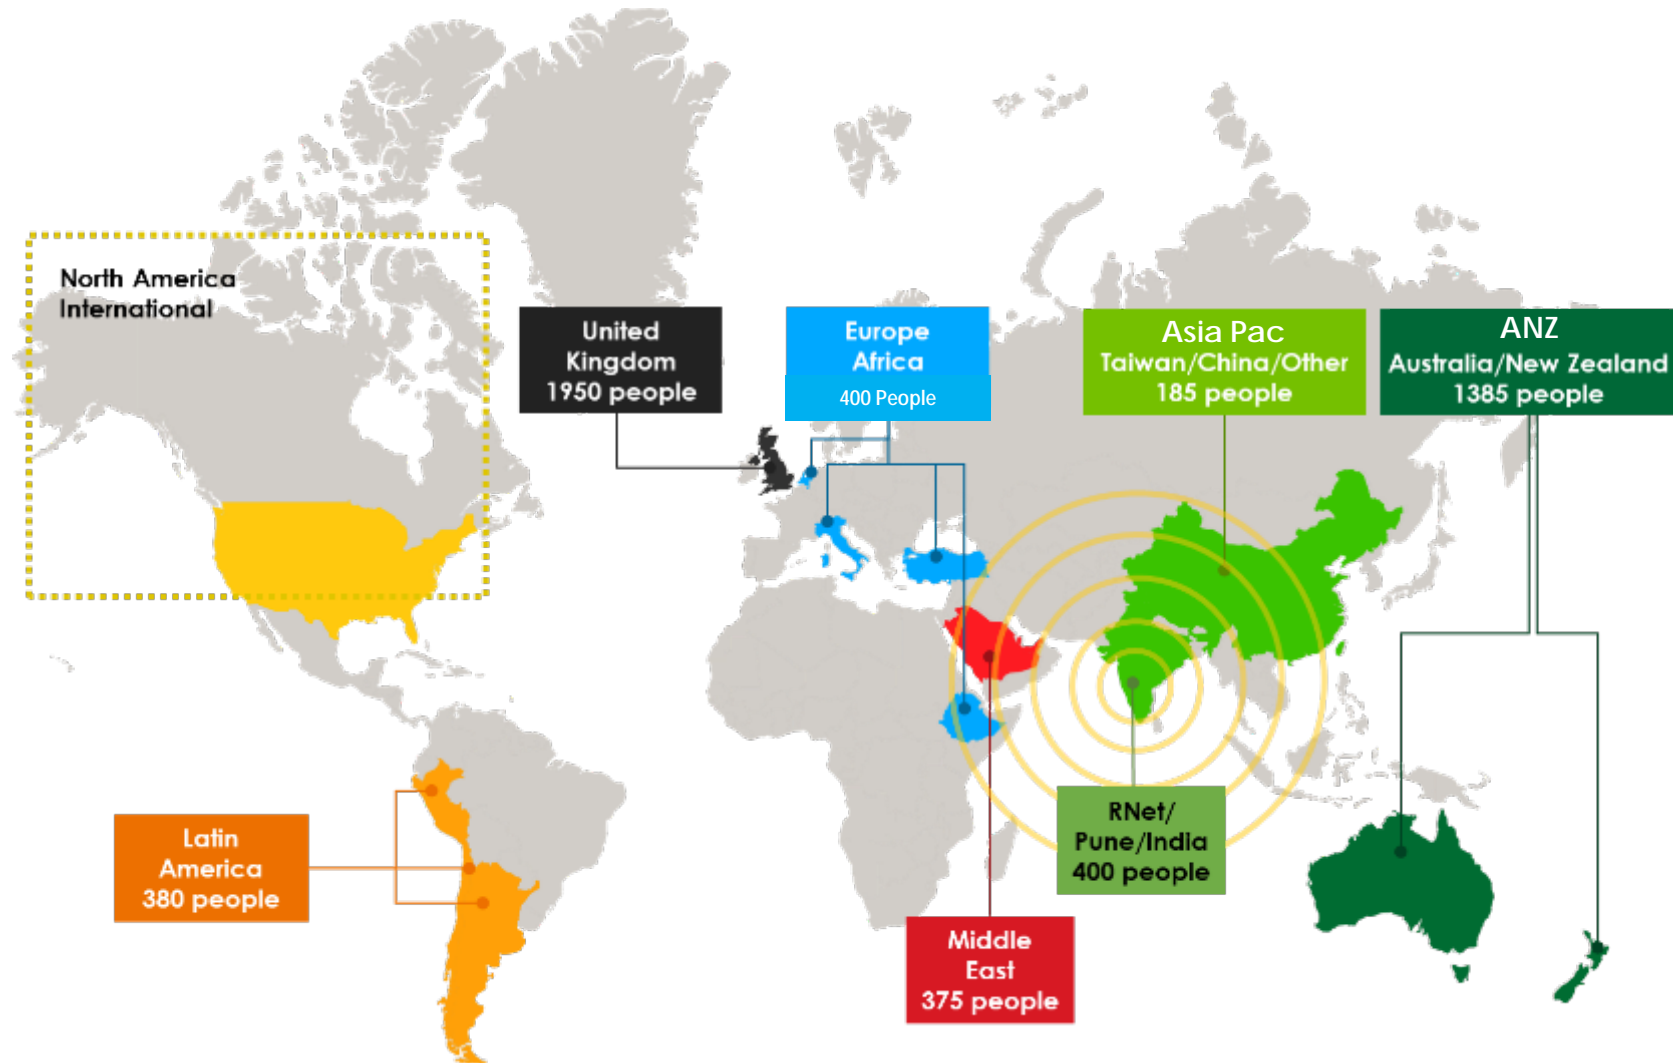 North America
International
United
Kingdom
1950 people
Europe
Africa
400 People
Asia Pac
Taiwan/China/Other
185 people
ANZ
Australia/New Zealand
1385 people
Latin
America
380 people
RNet/
Pune/India
400 people
Middle
East
375 people